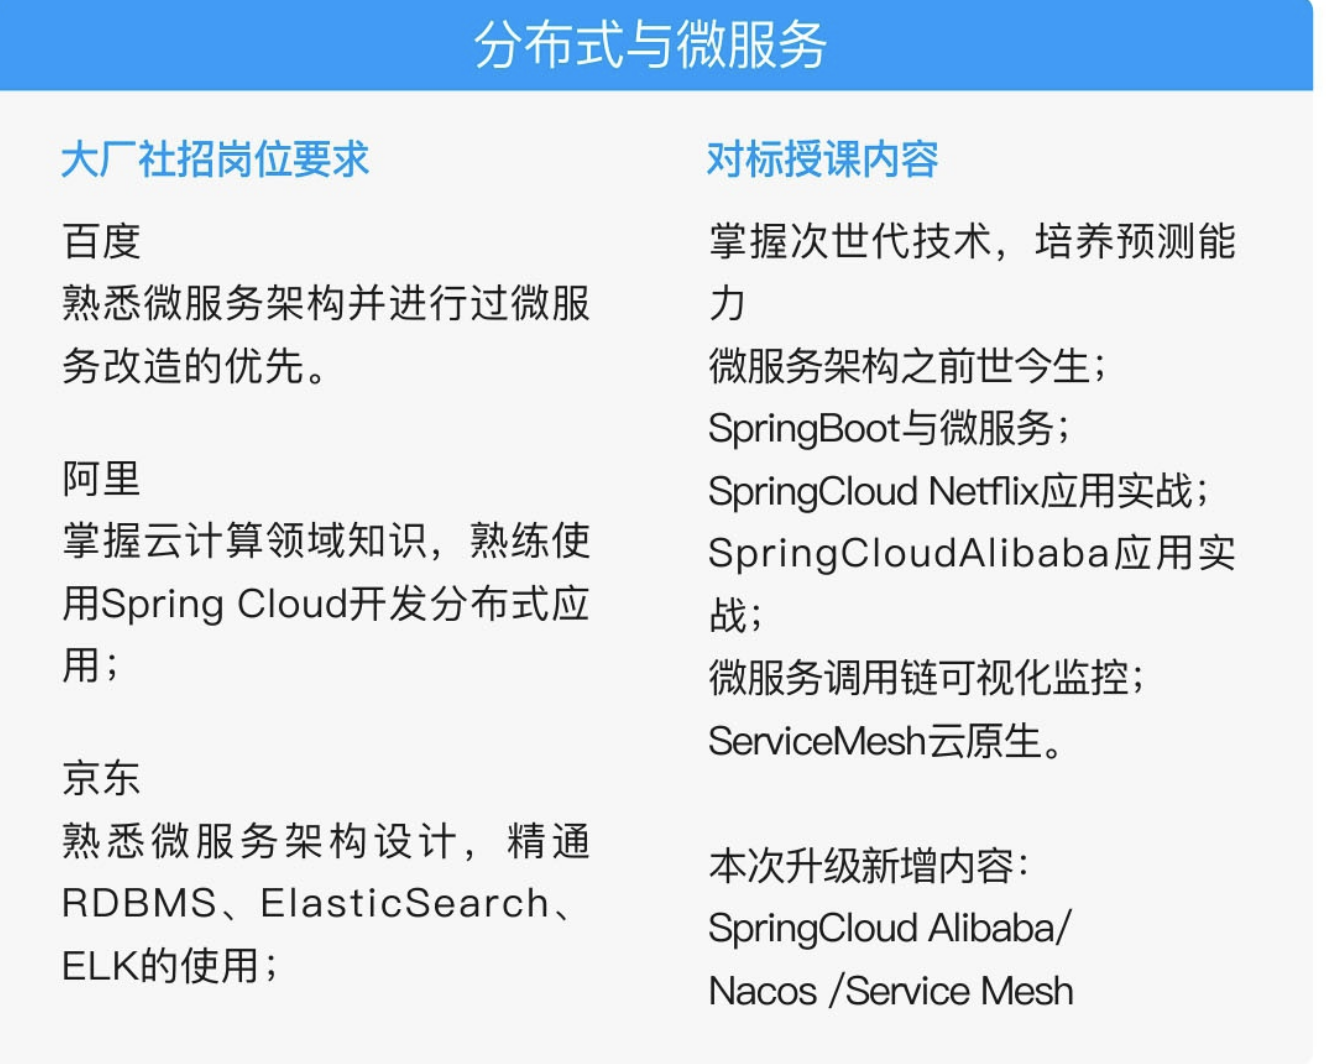 分布式与微服务
大厂社招岗位要求
百度
熟悉微服务架构并进行过微服
务改造的优先。
阿里
掌握云计算领域知识，熟练使
用Spring Cloud开发分布式应
用；
京东
熟悉微服务架构设计，精通
RDBMS、ElasticSearch、
ELK的使用；
对标授课内容
掌握次世代技术，培养预测能
力
微服务架构之前世今生；
SpringBoot与微服务；
SpringCloud Netflix应用实战；
SpringCloudAlibaba应用实
战；
微服务调用链可视化监控；
ServiceMesh云原生。
本次升级新增内容：
SpringCloud Alibaba/
Nacos /Service Mesh